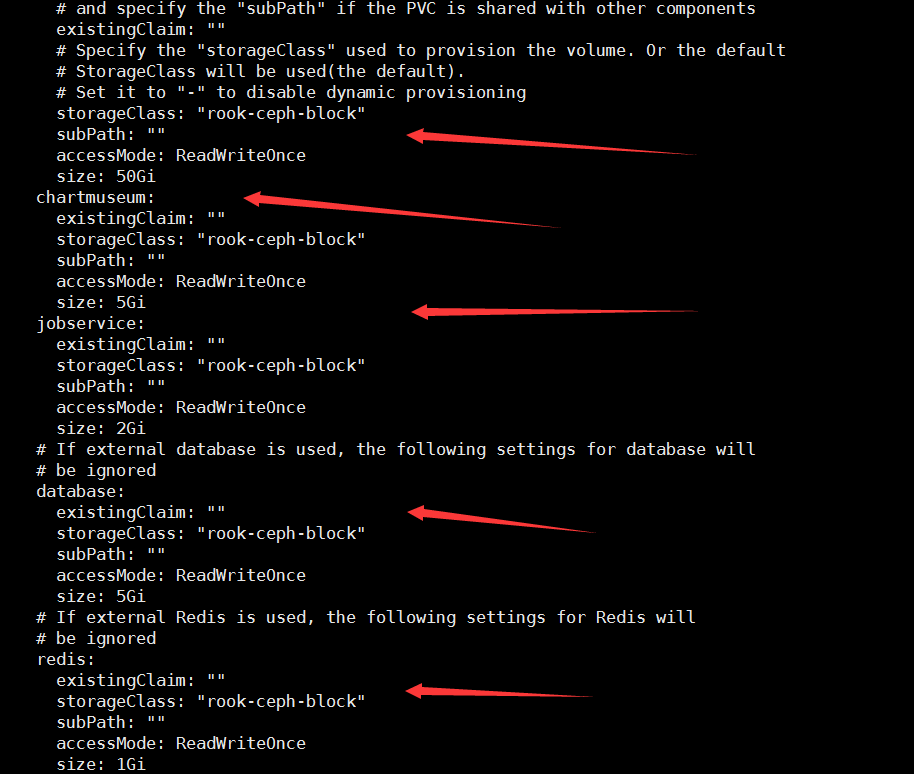 # and specify the "subPath" if the PVC is shared with other components
existingClaim: ""
# Specify the "storageClass" used to provision the volume. Or the default
# StorageClass will be used(the default).
# Set it to "-" to disable dynamic provisioning
storageClass: "rook-ceph-block"
subPath: ""
accessMode: ReadWriteOnce
size: 50Gi
chartmuseum:
existingClaim: ""
storageClass: "rook-ceph-block"
subPath: ""
accessMode: ReadWriteOnce
size: 5Gi
jobservice:
existingClaim: ""
storageClass: "rook-ceph-block"
subPath: ""
accessMode: ReadWriteOnce
size: 2Gi
# If external database is used, the following settings for database will
# be ignored
database:
existingClaim: ""
storageClass: "rook-ceph-block"
subPath: ""
accessMode: ReadWriteOnce
size: 5Gi
# If external Redis is used, the following settings for Redis will
# be ignored
redis:
existingClaim: ""
storageClass: "rook-ceph-block"
subPath: ""
accessMode: ReadWriteOnce
size: 1Gi